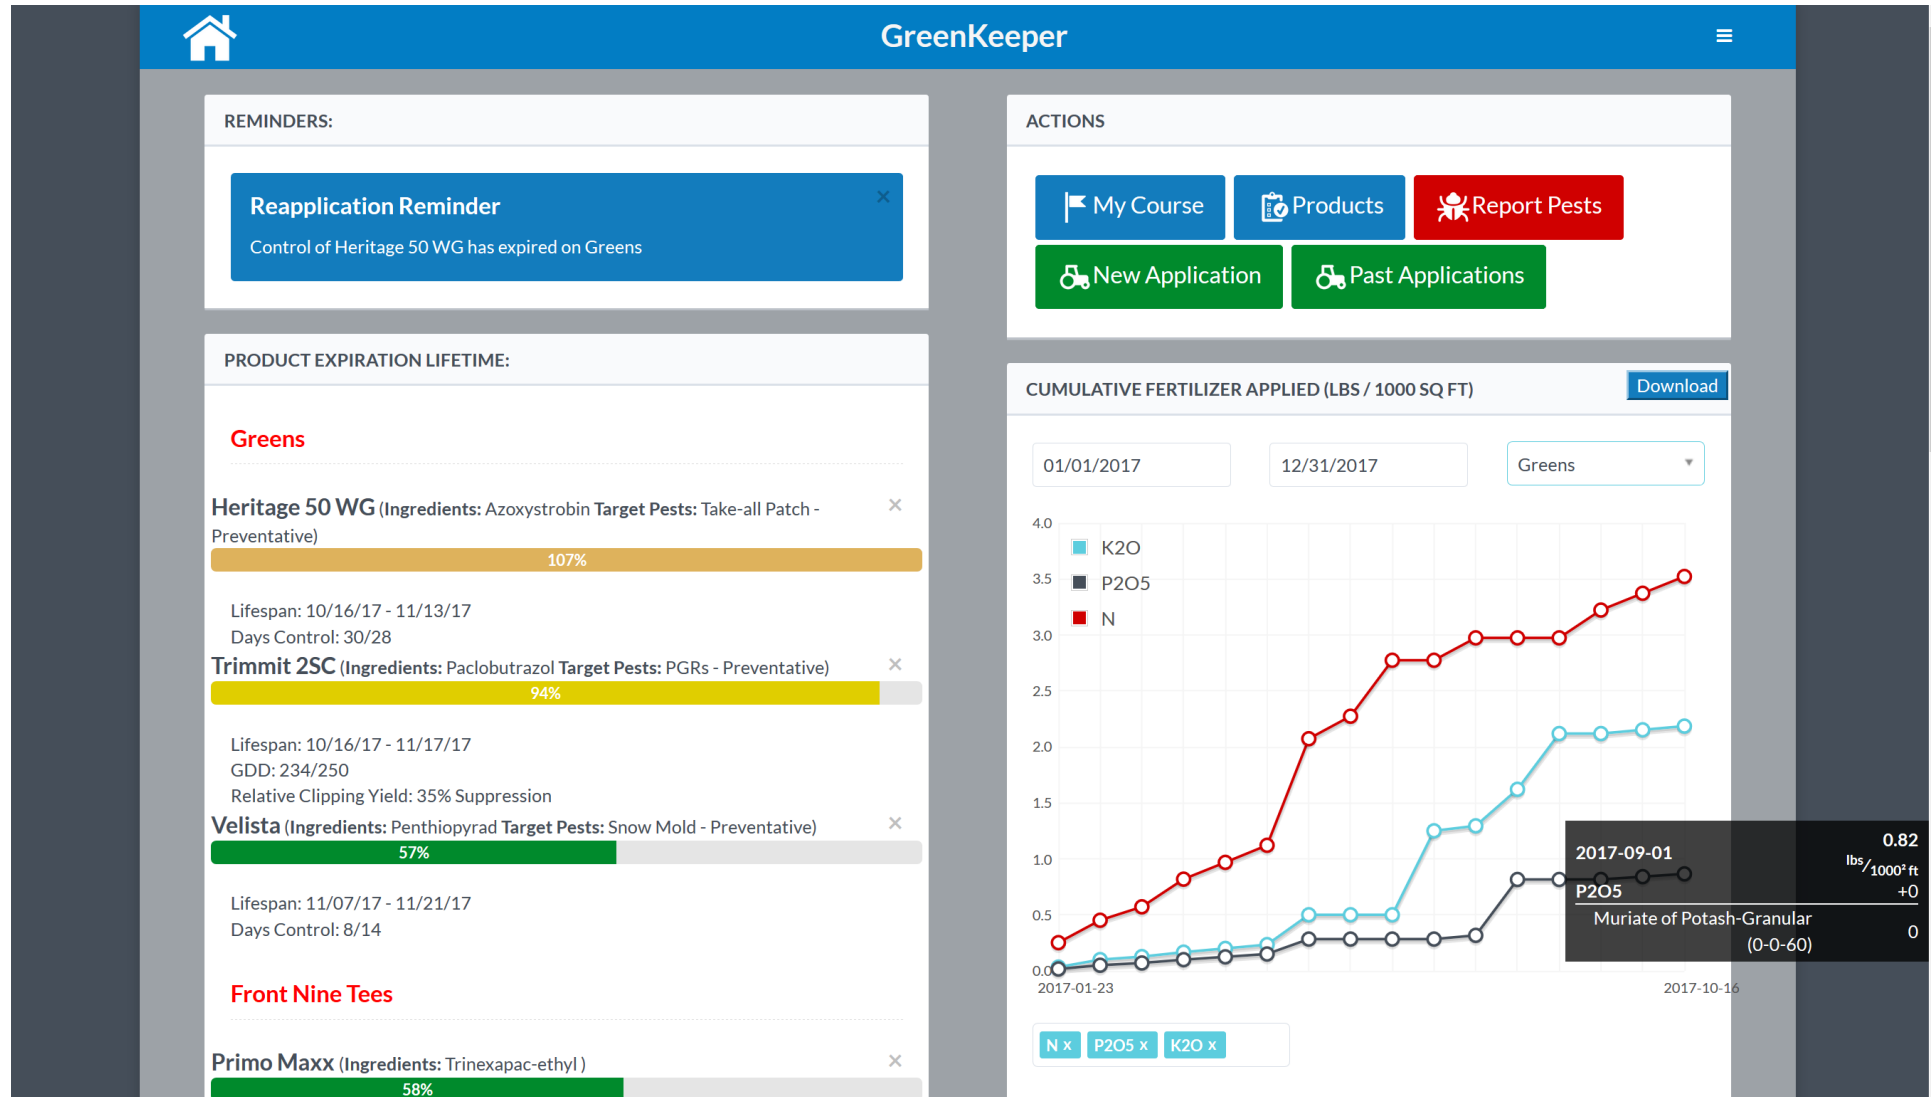 GreenKeeper
REMINDERS:
Reapplication Reminder
×
Control of Heritage 50 WG has expired on Greens
PRODUCT EXPIRATION LIFETIME:
Greens
Heritage 50 WG (Ingredients: Azoxystrobin Target Pests: Take-all Patch -
Preventative)
×
107%
Lifespan: 10/16/17 - 11/13/17
Days Control: 30/28
Trimmit 2SC (Ingredients: Paclobutrazol Target Pests: PGRs - Preventative)
×
94%
Lifespan: 10/16/17 - 11/17/17
GDD: 234/250
Relative Clipping Yield: 35% Suppression
Velista (Ingredients: Penthiopyrad Target Pests: Snow Mold - Preventative)
×
57%
Lifespan: 11/07/17 - 11/21/17
Days Control: 8/14
Front Nine Tees
Primo Maxx (Ingredients: Trinexapac-ethyl )
×
58%
ACTIONS
My Course
Products
Report Pests
New Application
Past Applications
CUMULATIVE FERTILIZER APPLIED (LBS / 1000 SQ FT)
Download
01/01/2017
12/31/2017
Greens
4.0
3.5
3.0
2.5
2.0
1.5
1.0
0.5
0.0
K2O
P2O5
N
2017-01-23
2017-10-16
2017-09-01
0.82
lbs/1000² ft
P2O5
+0
Muriate of Potash-Granular
(0-0-60)
0
N x
P2O5 x
K2O x